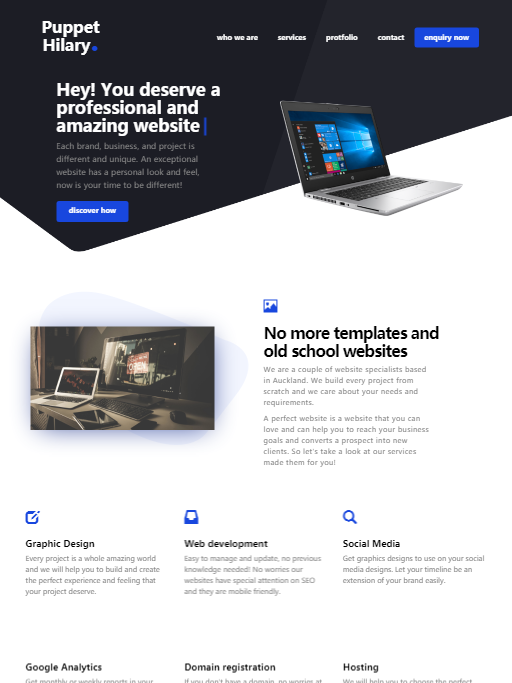 Puppet
Hilary.
who we are
services
portfolio
contact
enquiry now
Hey! You deserve a
professional and
amazing website
Each brand, business, and project is
different and unique. An exceptional
website has a personal look and feel,
now is your time to be different!
discover how
No more templates and
old school websites
We are a couple of website specialists based
in Auckland. We build every project from
scratch and we care about your needs and
requirements.
A perfect website is a website that you can
love and can help you to reach your business
goals and converts a prospect into new
clients. So let's take a look at our services
made them for you!
OPEN
Graphic Design
Every project is a whole amazing world
and we will help you to build and create
the perfect experience and feeling that
your project deserve.
Web development
Easy to manage and update, no previous
knowledge needed! No worries our
websites have special attention on SEO
and they are mobile friendly.
Social Media
Get graphics designs to use on your social
media designs. Let your timeline be an
extension of your brand easily.
Google Analytics
Get monthly or weekly reports in your
Domain registration
If you don't have a domain, no worries at
Hosting
We will help you to choose the perfect